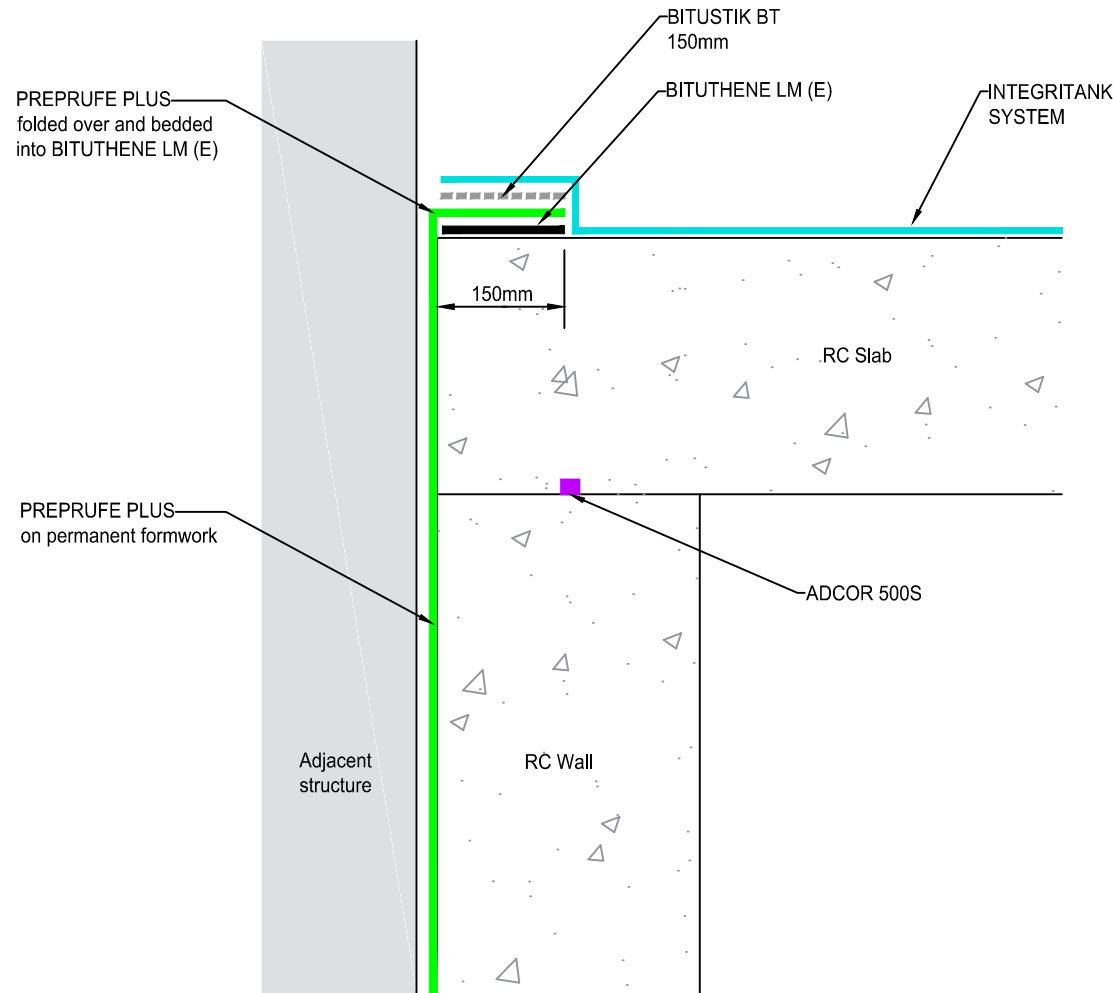 BITUSTIK BT
150mm
BITUTHENE LM (E)
PREPRUFE PLUS
folded over and bedded
into BITUTHENE LM (E)
INTEGRITANK
SYSTEM
150mm
RC Slab
PREPRUFE PLUS
on permanent formwork
ADCOR 500S
Adjacent
structure
RC Wall